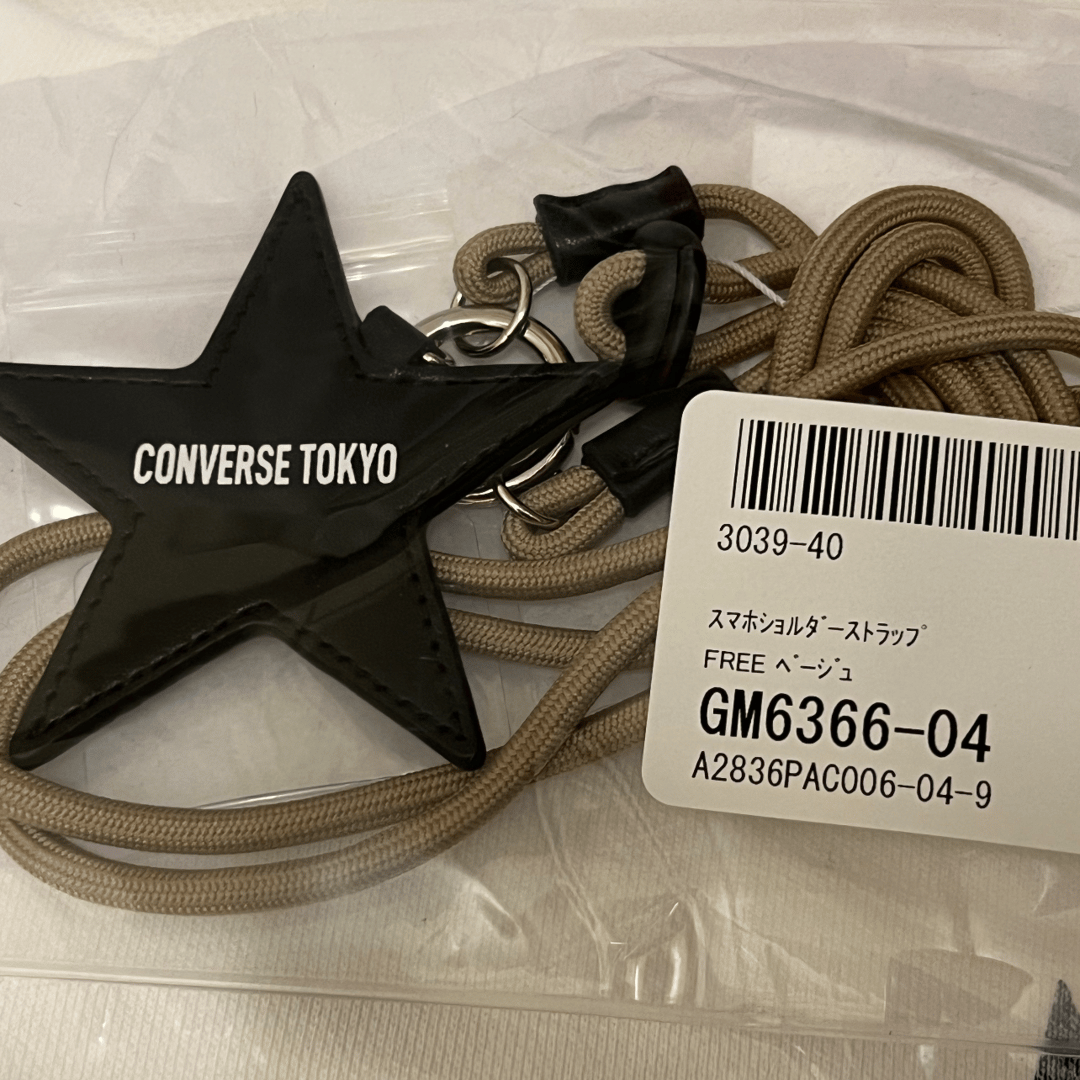 CONVERSE TOKYO
3039-40
ｽﾏﾎｼｮﾙﾀﾞｰｽﾄﾗｯﾌﾟ
FREE ﾍﾞｰｼﾞｭ
GM6366-04
A2836PAC006-04-9